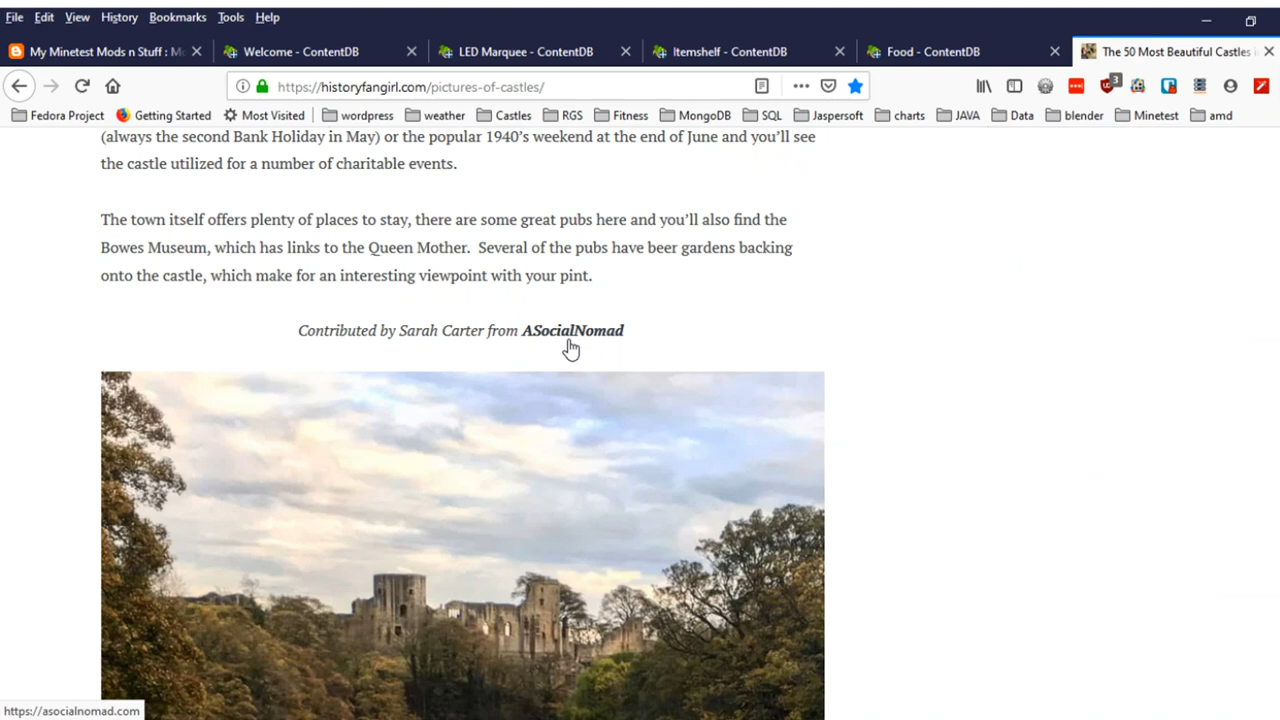 File Edit View History Bookmarks Tools Help
My Minetest Mods n Stuff : M
Welcome - ContentDB
LED Marquee - ContentDB
Itemshelf - ContentDB
Food - ContentDB
The 50 Most Beautiful Castles i
https://historyfangirl.com/pictures-of-castles/
3
Fedora Project Getting Started Most Visited wordpress weather Castles RGS Fitness MongoDB SQL Jaspersoft charts JAVA Data blender Minetest amd
(always the second Bank Holiday in May) or the popular 1940's weekend at the end of June and you'll see
the castle utilized for a number of charitable events.
The town itself offers plenty of places to stay, there are some great pubs here and you'll also find the
Bowes Museum, which has links to the Queen Mother. Several of the pubs have beer gardens backing
onto the castle, which make for an interesting viewpoint with your pint.
Contributed by Sarah Carter from ASocialNomad
https://asocialnomad.com